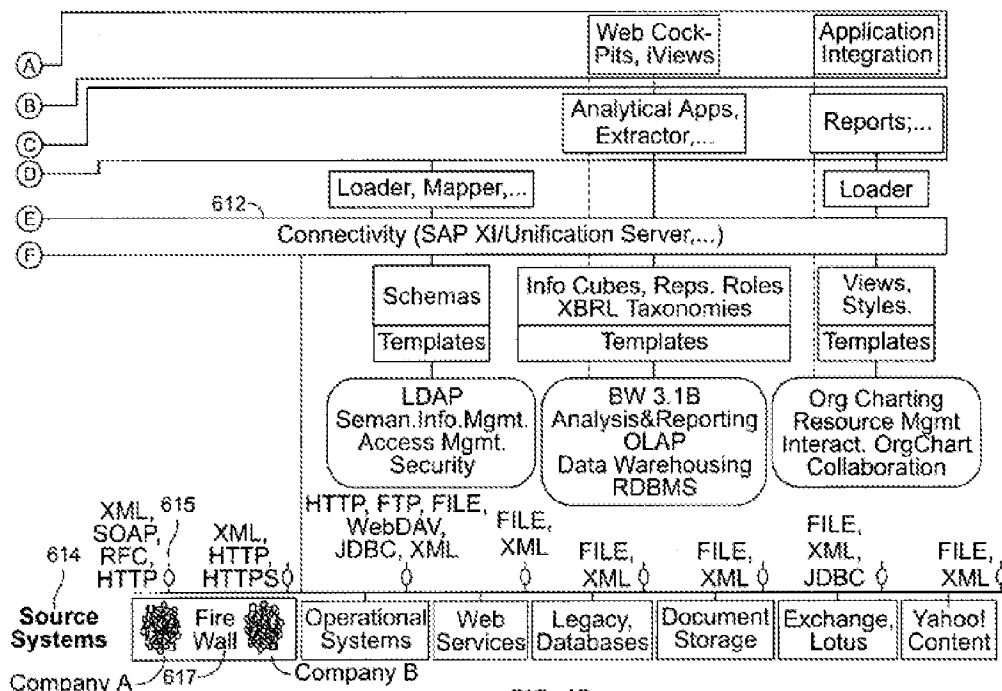 Web Cock-
Pits, iViews
Application
Integration
A
B
Analytical Apps,
Extractor,...
Reports;...
C
D
Loader, Mapper,...
Loader
E
612
Connectivity (SAP XI/Unification Server,...)
F
Schemas
Templates
Info Cubes, Reps. Roles
XBRL Taxonomies
Templates
Views,
Styles.
Templates
LDAP
Seman.Info.Mgmt.
Access Mgmt.
Security
BW 3.1B
Analysis&Reporting
OLAP
Data Warehousing
RDBMS
Org Charting
Resource Mgmt
Interact. OrgChart
Collaboration
614
XML,
SOAP,
RFC,
HTTP
615
XML,
HTTP,
HTTPS
HTTP, FTP, FILE,
WebDAV,
JDBC, XML
FILE,
XML
FILE,
XML
FILE,
XML
FILE,
XML,
JDBC
FILE,
XML
Source
Systems
Fire
Wall
Operational
Systems
Web
Services
Legacy,
Databases
Document
Storage
Exchange,
Lotus
Yahoo!
Content
Company A
617
Company B